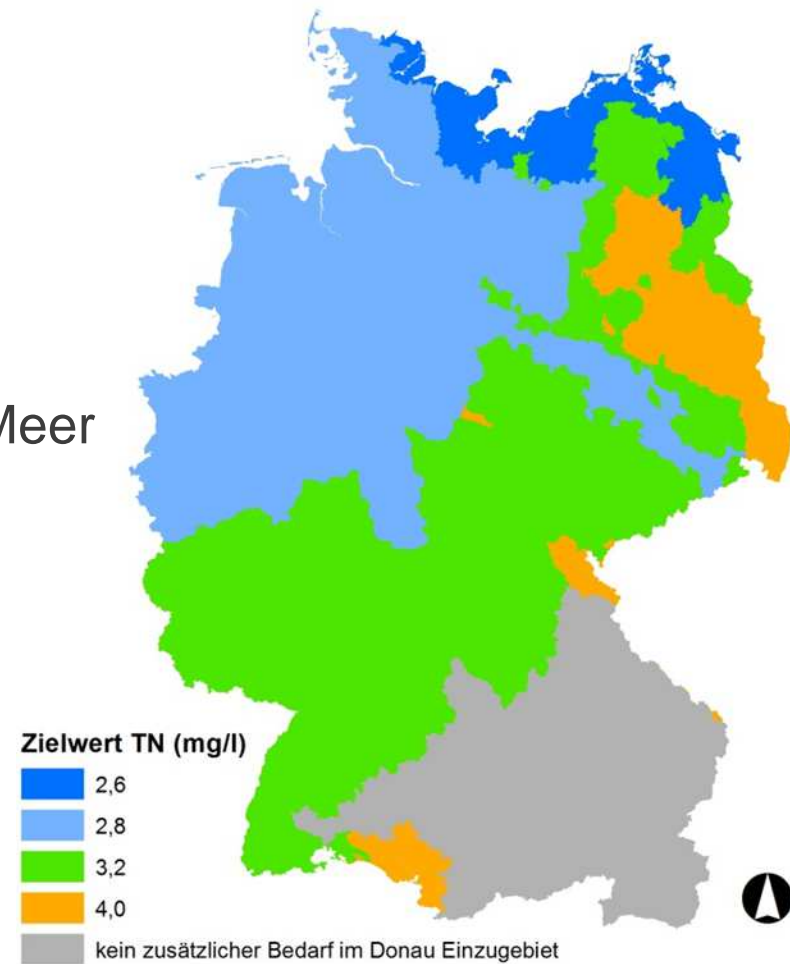 Meer
Zielwert TN (mg/l)
2,6
2,8
3,2
4,0
kein zusätzlicher Bedarf im Donau Einzugebiet